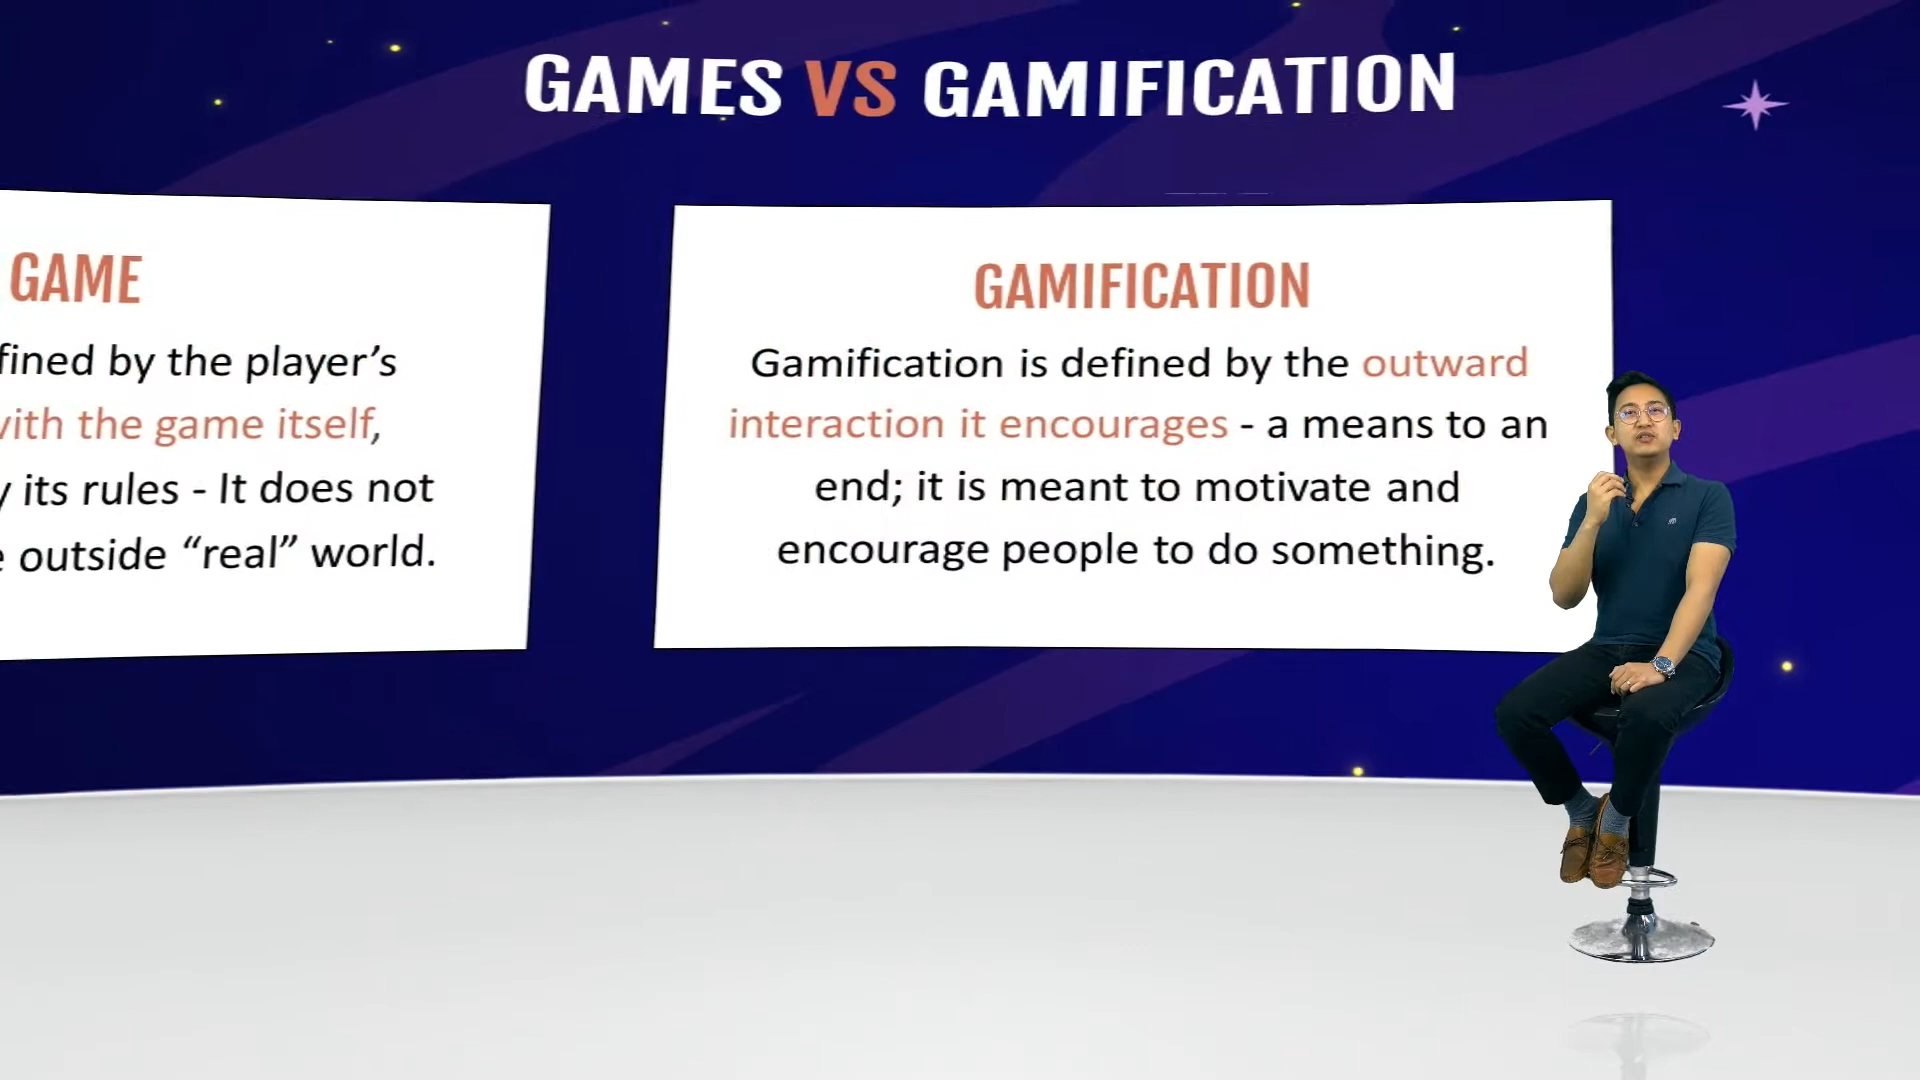 GAMES VS GAMIFICATION
GAME
fined by the player's
with the game itself,
y its rules - It does not
e outside “real” world.
GAMIFICATION
Gamification is defined by the outward
interaction it encourages - a means to an
end; it is meant to motivate and
encourage people to do something.